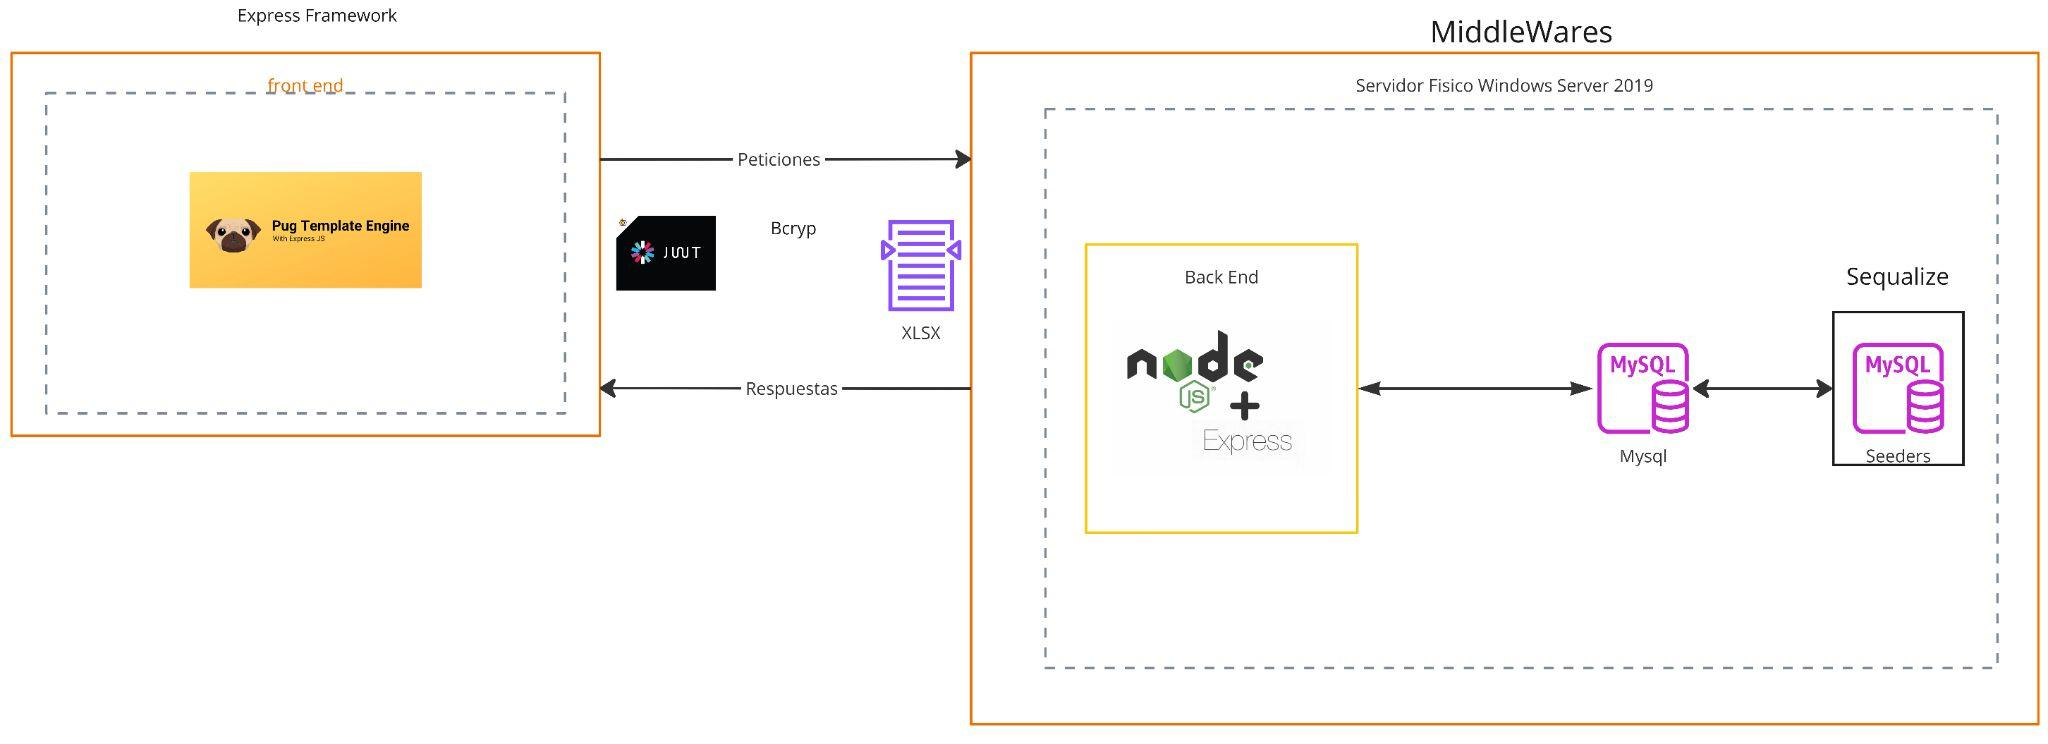 Express Framework
MiddleWares
front end
Servidor Fisico Windows Server 2019
Pug Template Engine
With Express JS
Peticiones
JWT
Bcryp
XLSX
Respuestas
Back End
node
JS
+
Express
MySQL
Mysql
Sequalize
MySQL
Seeders